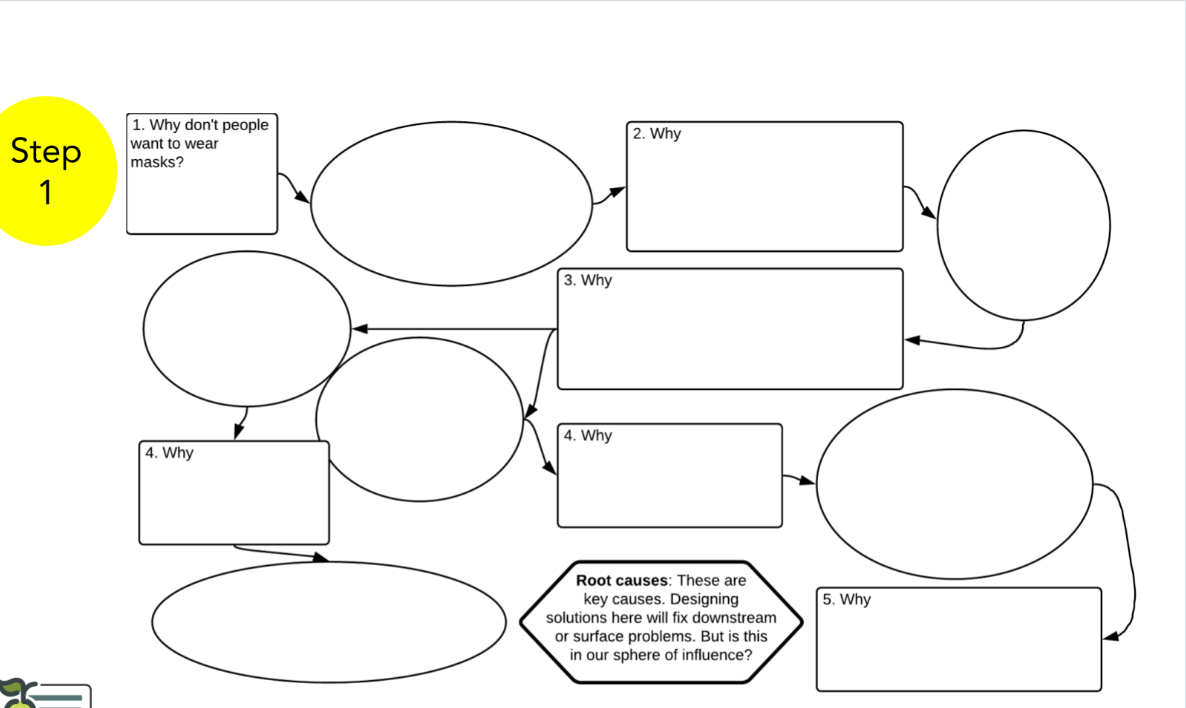 Step
1
1. Why don't people
want to wear
masks?
2. Why
3. Why
4. Why
4. Why
Root causes: These are
key causes. Designing
solutions here will fix downstream
or surface problems. But is this
in our sphere of influence?
5. Why